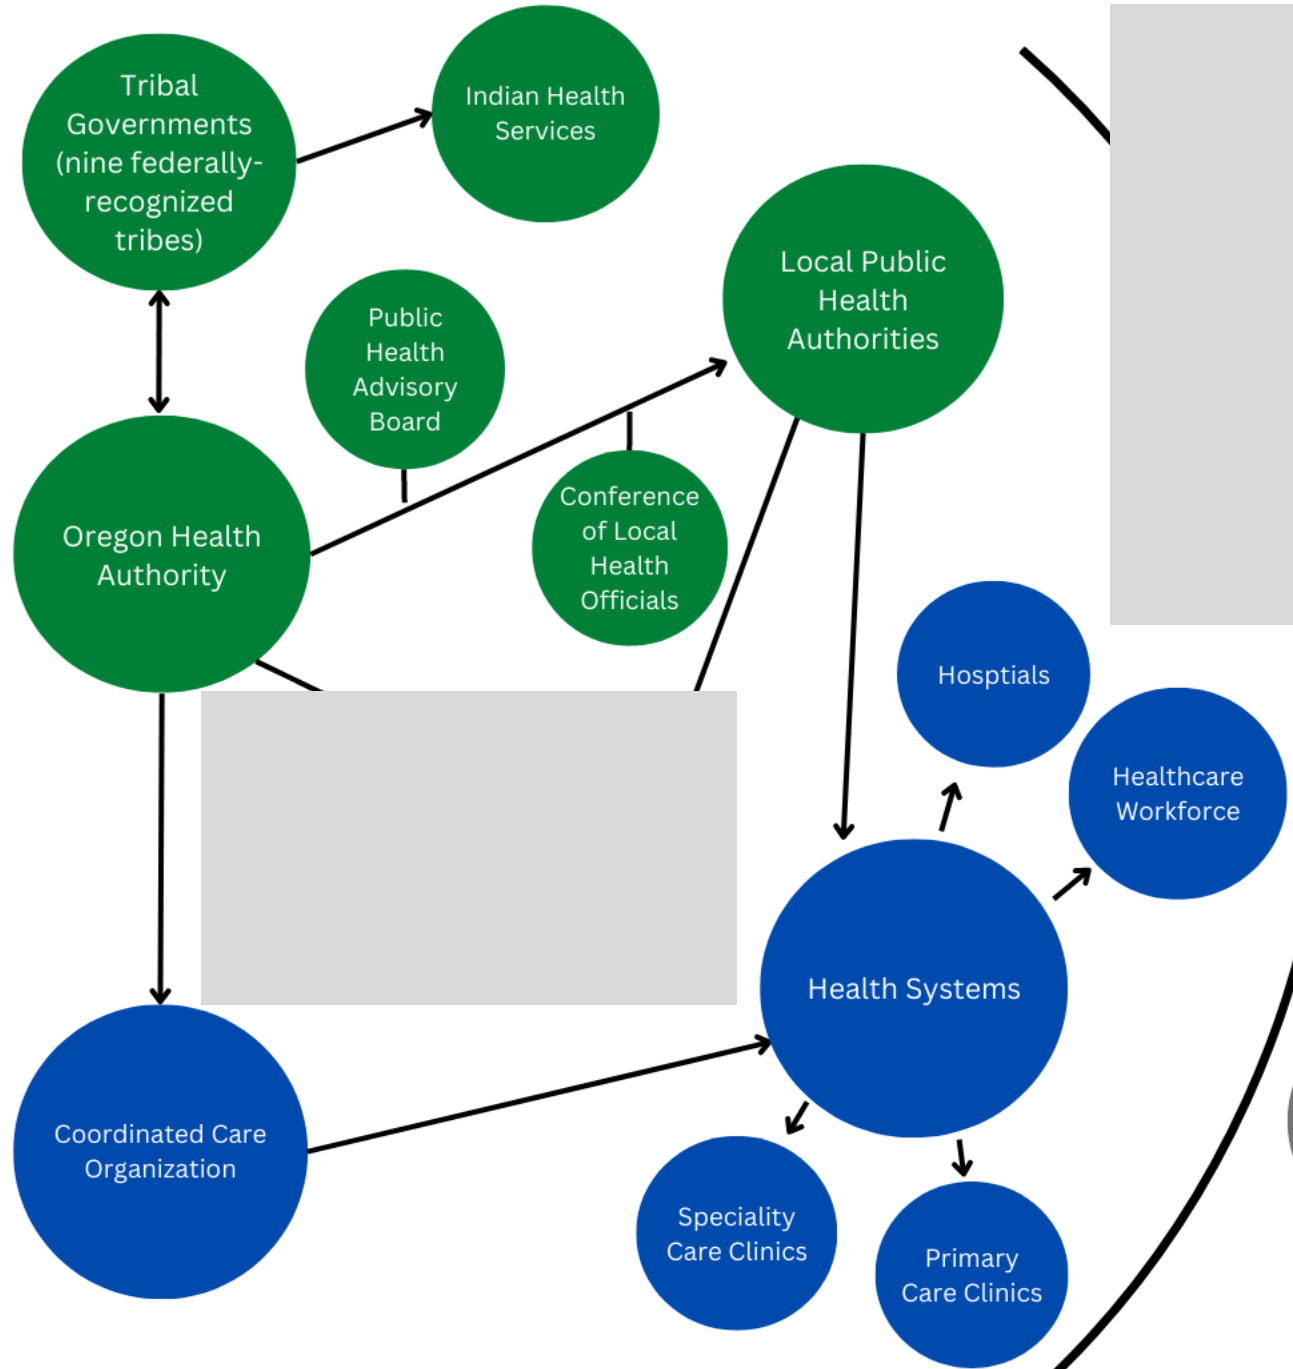 Tribal
Governments
(nine federally-
recognized
tribes)
Indian Health
Services
Local Public
Health
Authorities
Public
Health
Advisory
Board
Conference
of Local
Health
Officials
Oregon Health
Authority
Hosptials
Healthcare
Workforce
Health Systems
Coordinated Care
Organization
Speciality
Care Clinics
Primary
Care Clinics